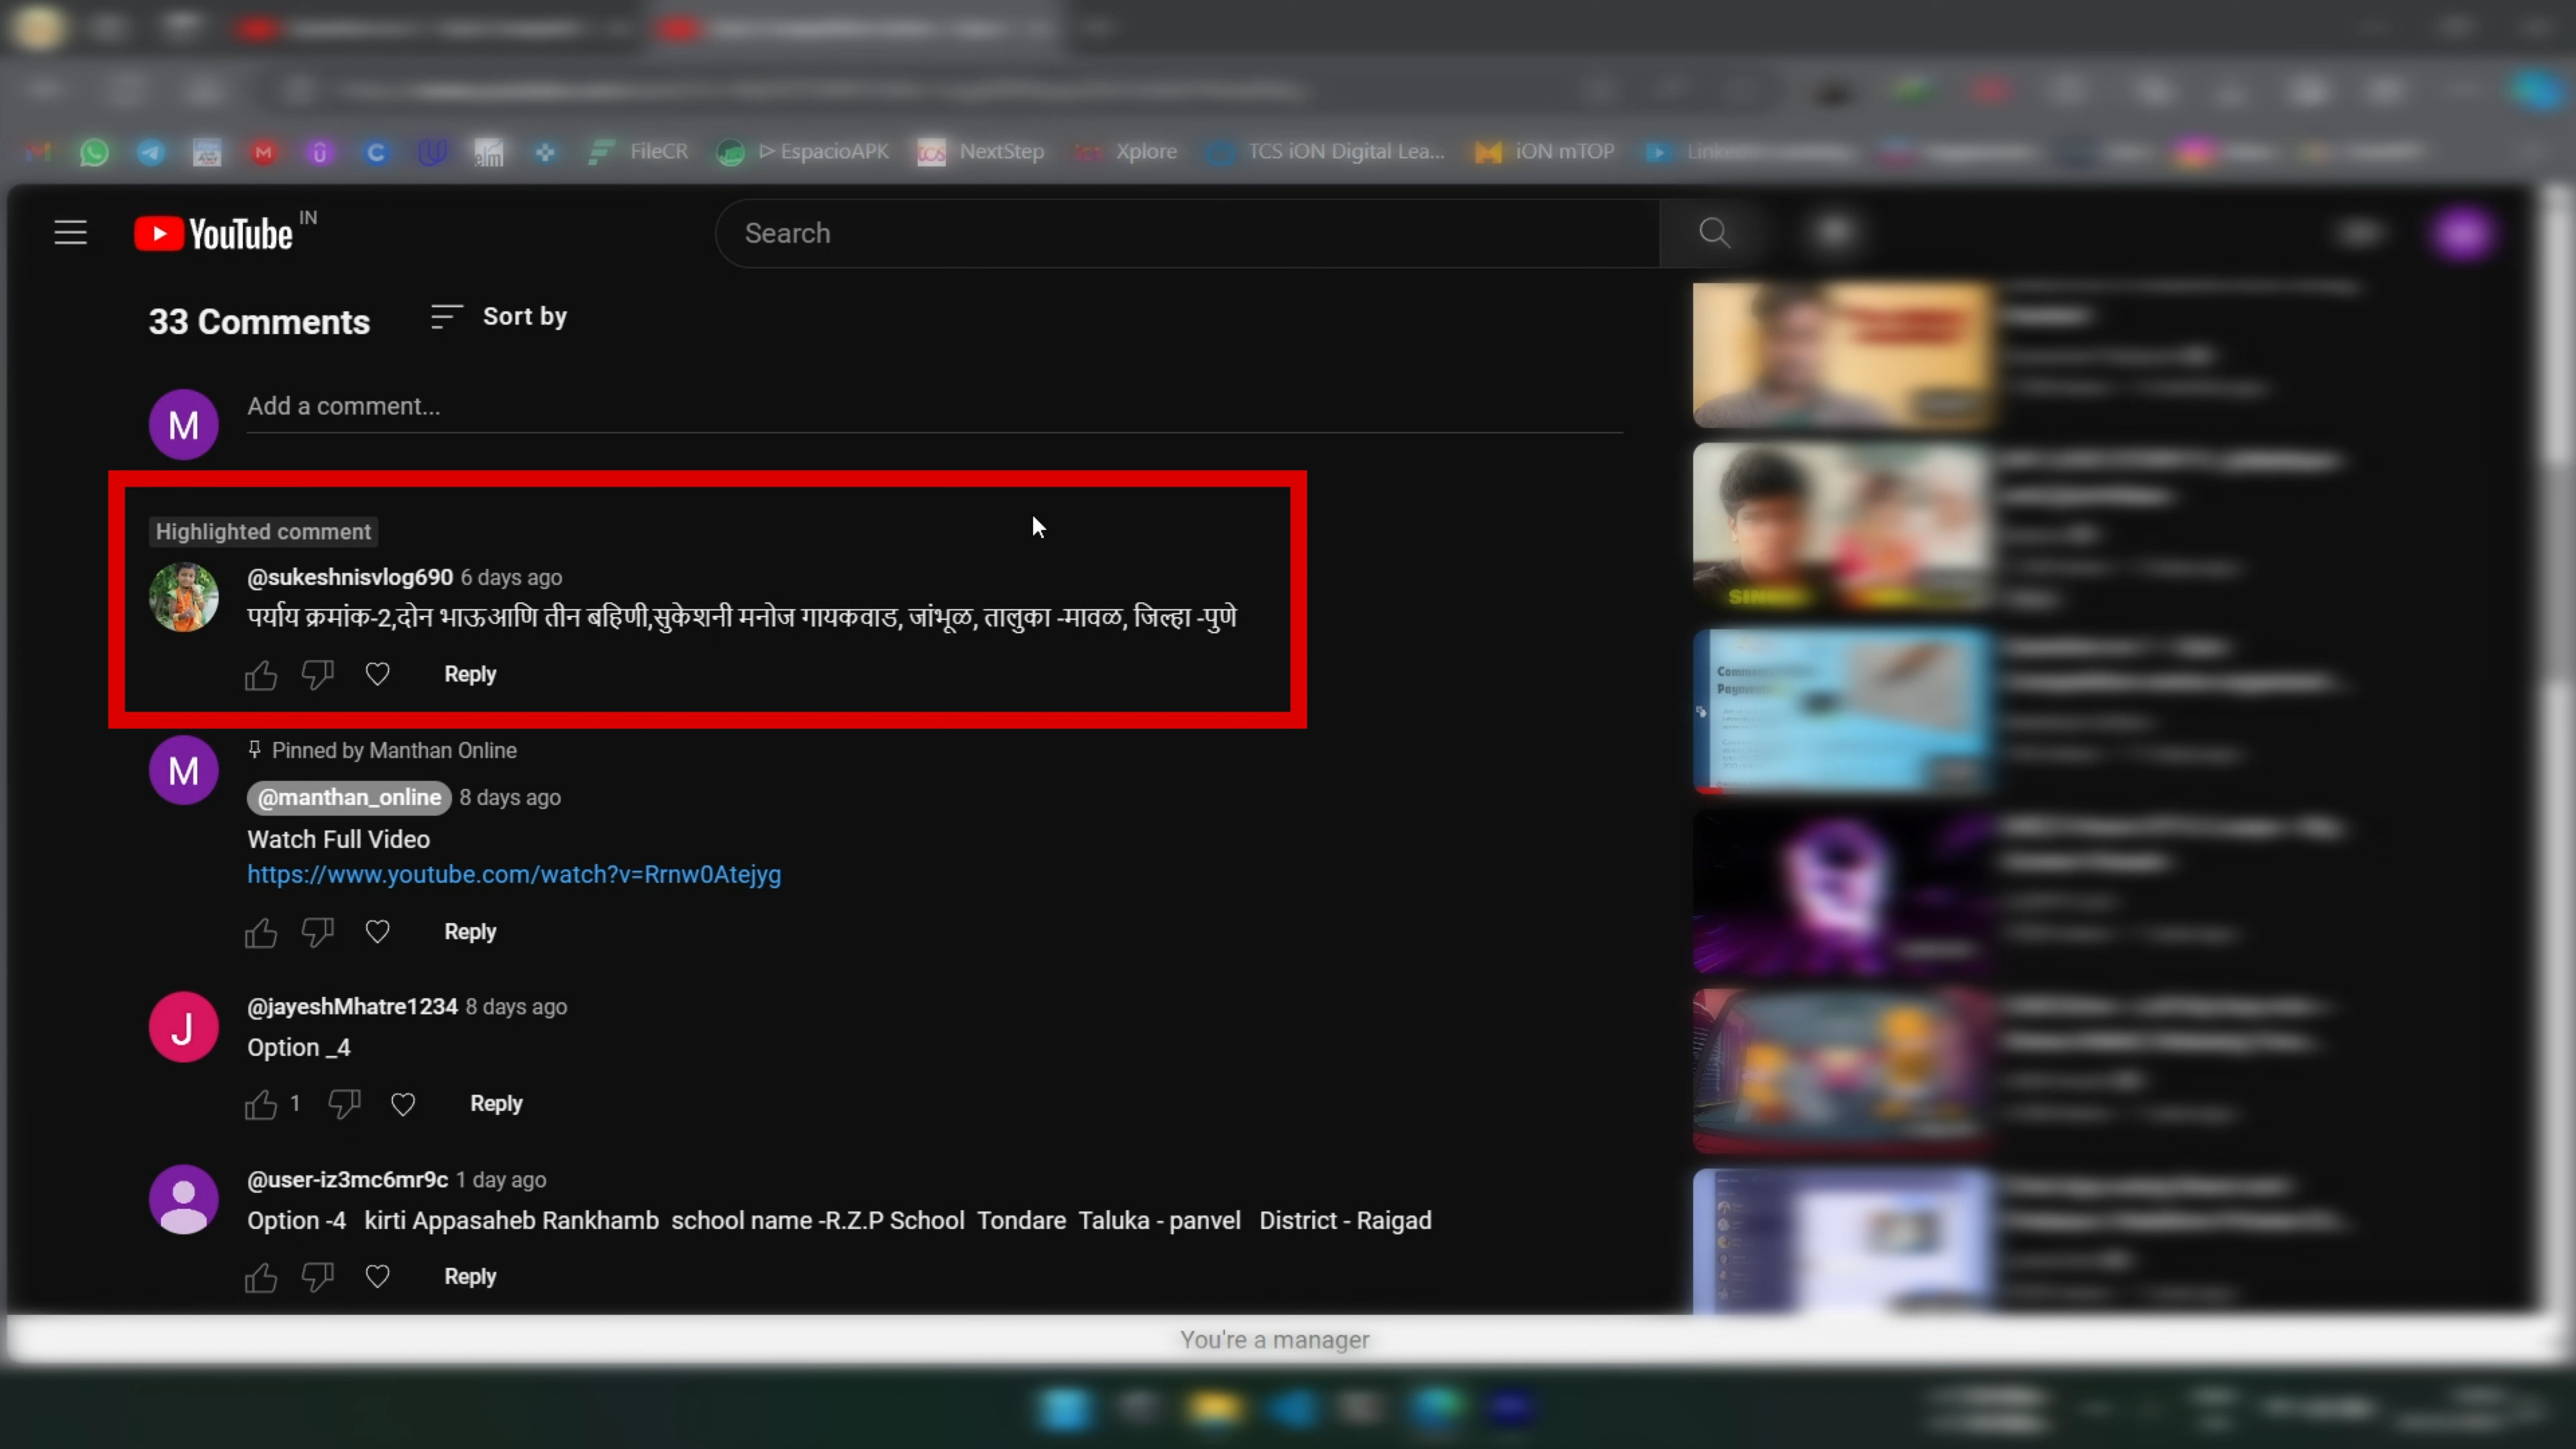 FileCR
EspacioAPK
tcs NextStep
Xplore
TCS iON Digital Lea...
iON mTOP
YouTube IN
Search
33 Comments
Sort by
M
Add a comment...
Highlighted comment
@sukeshnisvlog690 6 days ago
पर्याय क्रमांक-2,दोन भाऊआणि तीन बहिणी,सुकेशनी मनोज गायकवाड, जांभूळ, तालुका -मावळ, जिल्हा -पुणे
Reply
M
Pinned by Manthan Online
@manthan_online 8 days ago
Watch Full Video
https://www.youtube.com/watch?v=Rrnw0Atejyg
Reply
J
@jayeshMhatre1234 8 days ago
Option _4
1
Reply
@user-iz3mc6mr9c 1 day ago
Option -4 kirti Appasaheb Rankhamb school name -R.Z.P School Tondare Taluka - panvel District - Raigad
Reply
You're a manager